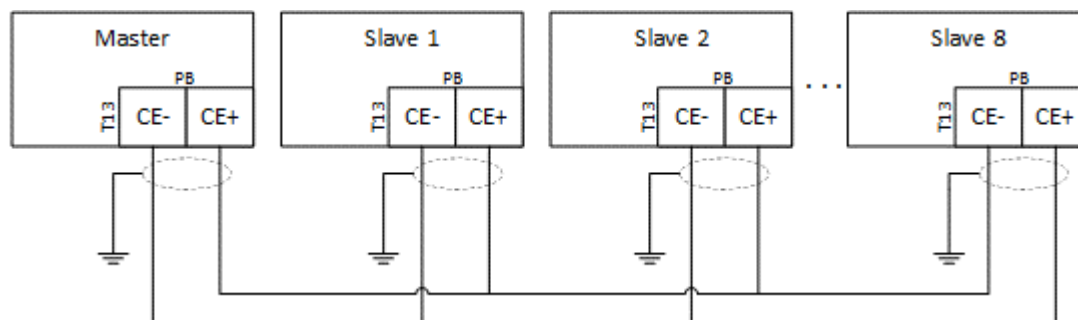 Master
Slave 1
Slave 2
Slave 8
PB
T13
CE-
CE+
PB
T13
CE-
CE+
PB
T13
CE-
CE+
...
PB
T13
CE-
CE+